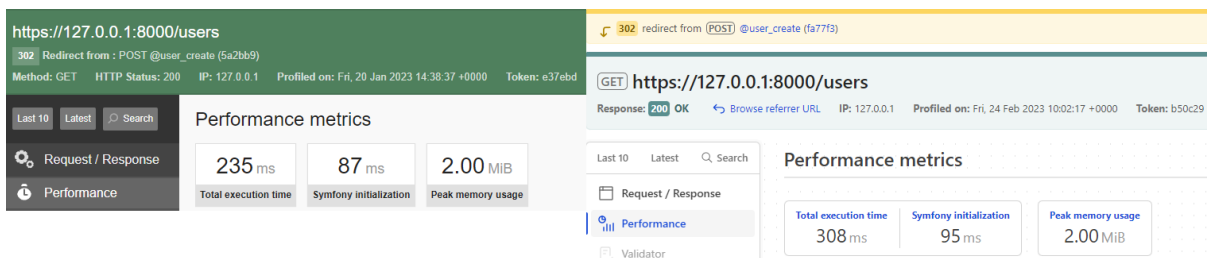 https://127.0.0.1:8000/users
302 Redirect from : POST @user_create (5a2bb9)
Method: GET HTTP Status: 200 IP: 127.0.0.1 Profiled on: Fri, 20 Jan 2023 14:38:37 +0000 Token: e37ebd
Last 10 Latest Search
Request / Response
Performance
Performance metrics
235 ms 87 ms 2.00 MiB
Total execution time Symfony initialization Peak memory usage
302 redirect from POST @user_create (fa77f3)
GET https://127.0.0.1:8000/users
Response: 200 OK Browse referrer URL IP: 127.0.0.1 Profiled on: Fri, 24 Feb 2023 10:02:17 +0000 Token: b50c29
Last 10 Latest Search
Request / Response
Performance
Validator
Performance metrics
Total execution time Symfony initialization Peak memory usage
308 ms 95 ms 2.00 MiB